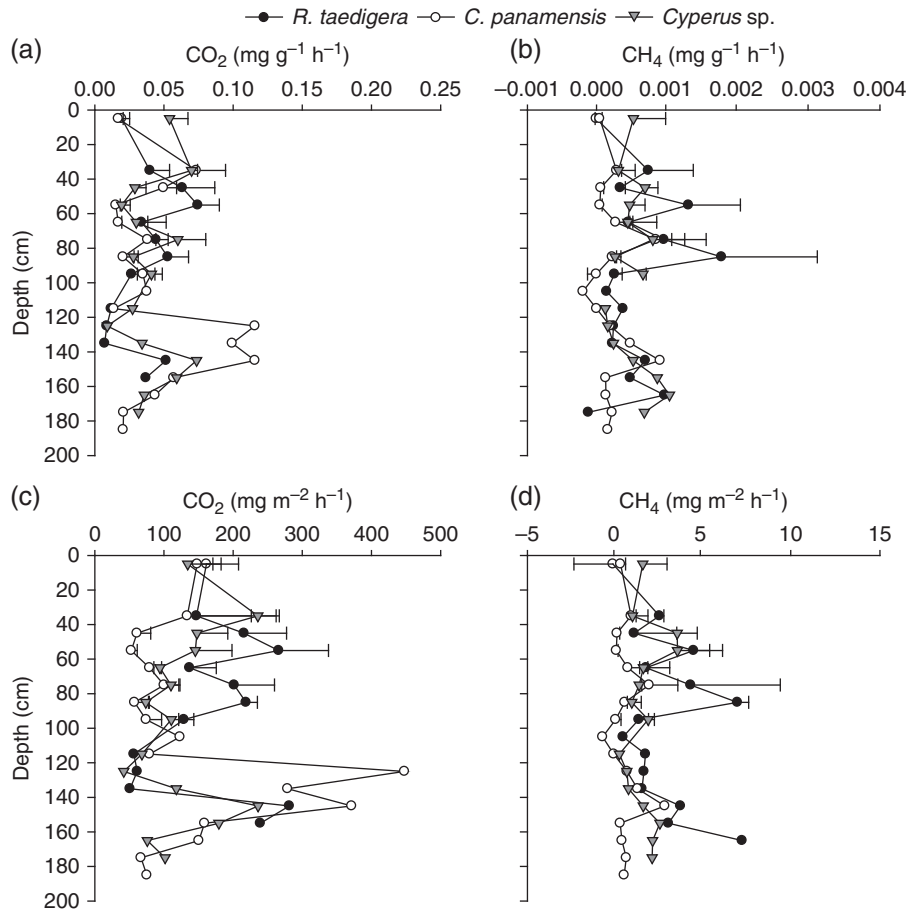 R. taedigera C. panamensis Cyperus sp.
(a) CO₂ (mg g⁻¹ h⁻¹)
0.00 0.05 0.10 0.15 0.20 0.25
0
20
40
60
80
100
120
140
160
180
200
Depth (cm)
(b) CH₄ (mg g⁻¹ h⁻¹)
−0.001 0.000 0.001 0.002 0.003 0.004
(c) CO₂ (mg m⁻² h⁻¹)
0 100 200 300 400 500
0
20
40
60
80
100
120
140
160
180
200
Depth (cm)
(d) CH₄ (mg m⁻² h⁻¹)
−5 0 5 10 15